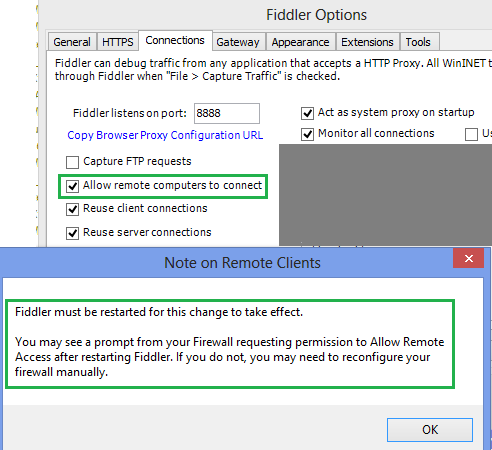 Fiddler Options
General HTTPS Connections Gateway Appearance Extensions Tools
Fiddler can debug traffic from any application that accepts a HTTP Proxy. All WinINET t
through Fiddler when "File > Capture Traffic" is checked.
Fiddler listens on port: 8888
Act as system proxy on startup
Copy Browser Proxy Configuration URL
Monitor all connections
Us
Capture FTP requests
Allow remote computers to connect
Reuse client connections
Reuse server connections
Note on Remote Clients
Fiddler must be restarted for this change to take effect.
You may see a prompt from your Firewall requesting permission to Allow Remote
Access after restarting Fiddler. If you do not, you may need to reconfigure your
firewall manually.
OK